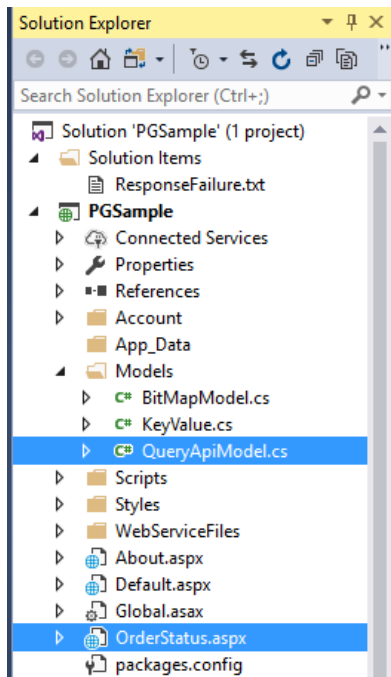 Solution Explorer
Search Solution Explorer (Ctrl+;)
Solution 'PGSample' (1 project)
Solution Items
ResponseFailure.txt
PGSample
Connected Services
Properties
References
Account
App_Data
Models
C# BitMapModel.cs
C# KeyValue.cs
C# QueryApiModel.cs
Scripts
Styles
WebServiceFiles
About.aspx
Default.aspx
Global.asax
OrderStatus.aspx
packages.config